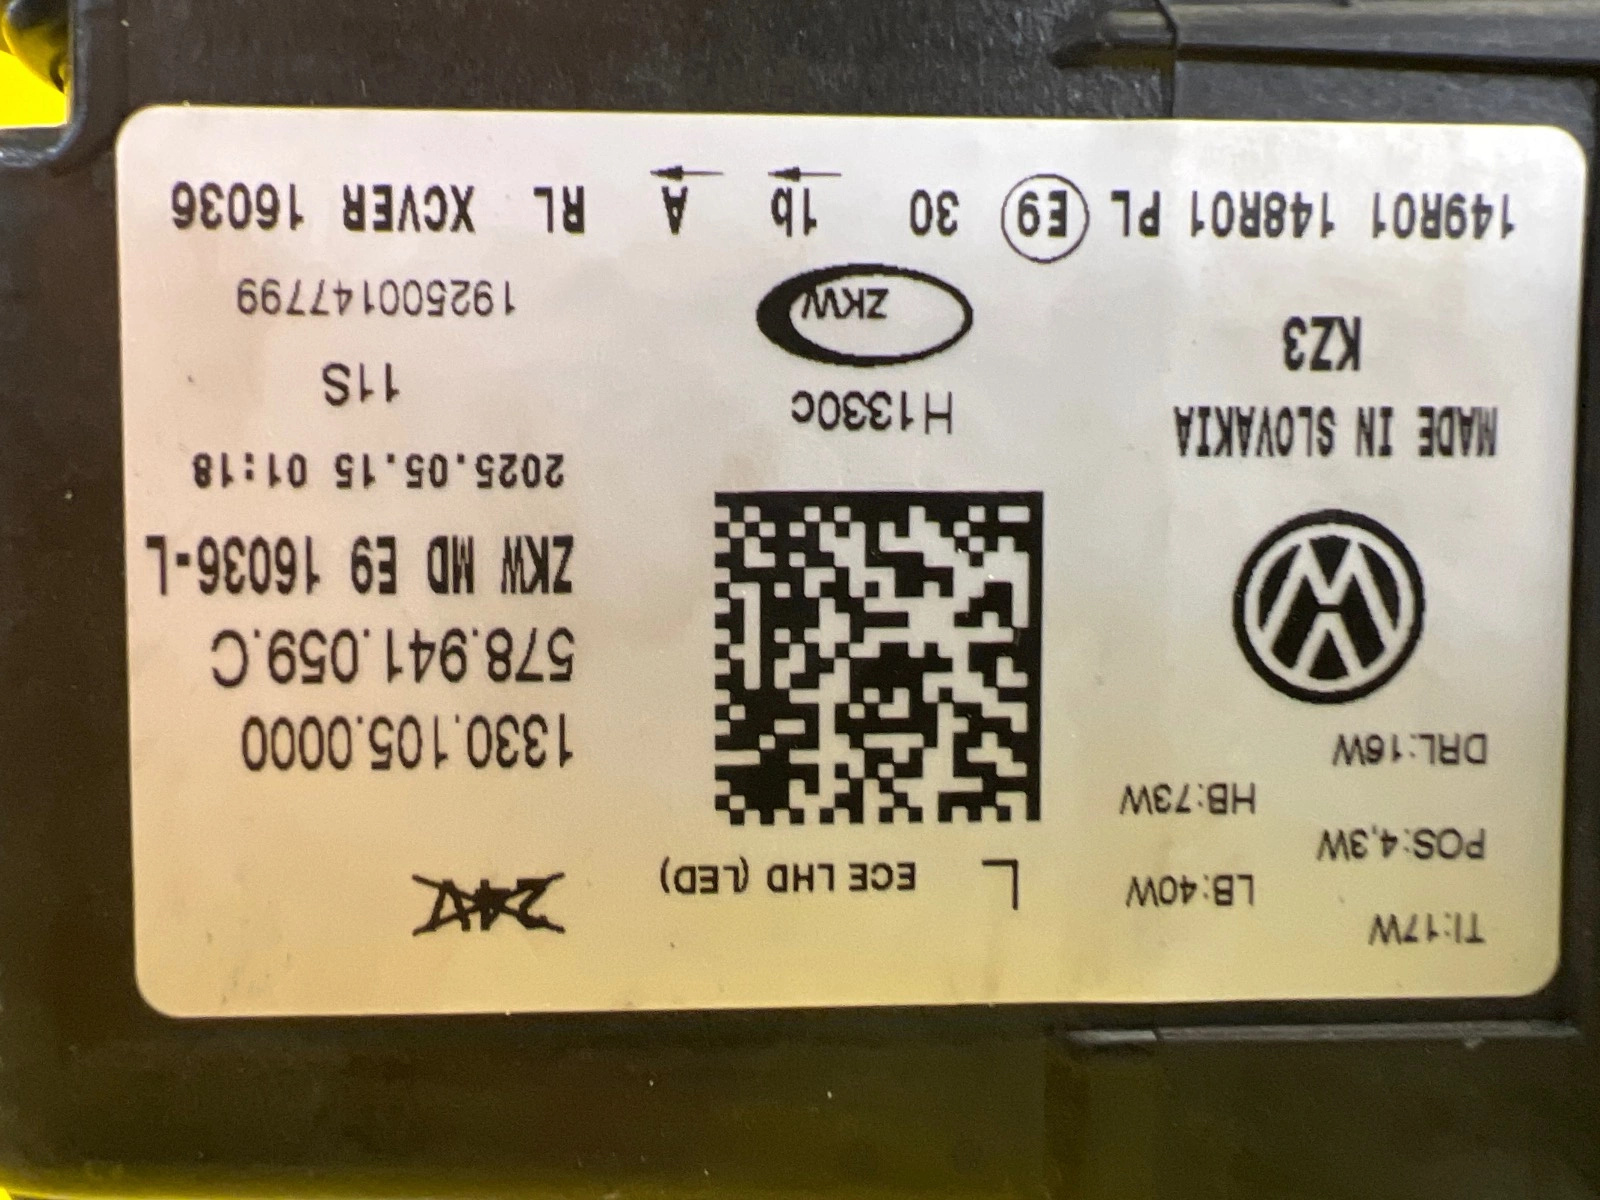 TI:17W
LB:40W
POS:4,3W
HB:73W
DRL:16W
MADE IN SLOVAKIA
KZ3
L ECE LHD (LED)
H1330c
ZKW
24V
1330.105.0000
578.941.059.C
ZKW MD E9 16036-L
2025.05.15 01:18
11S
192500147799
149R01 148R01 PL E9 30 1b A RL XCVER 16036